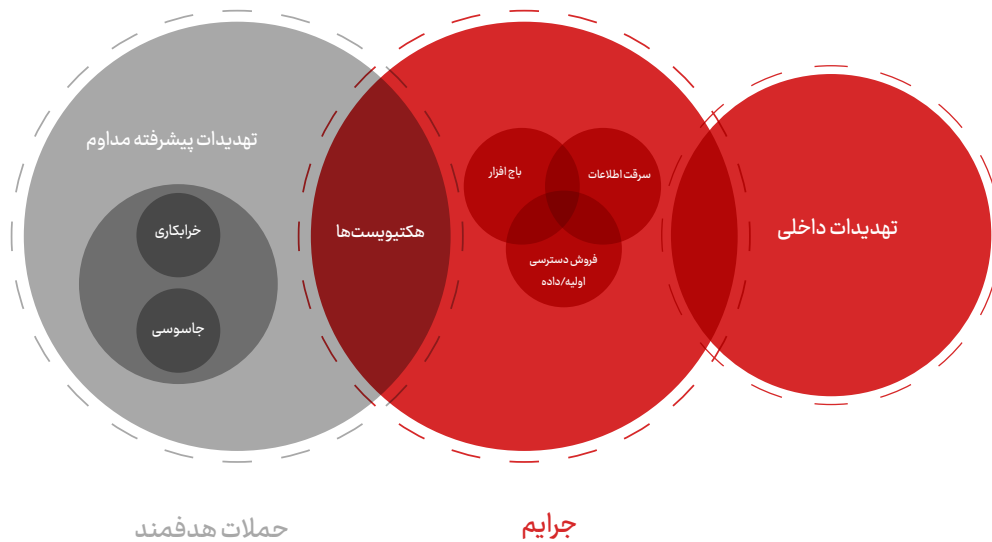 تهدیدات داخلی
سرقت اطلاعات
باج افزار
فروش دسترسی
اولیه/داده
هکتیویست‌ها
تهدیدات پیشرفته مداوم
خرابکاری
جاسوسی
جرایم
حملات هدفمند